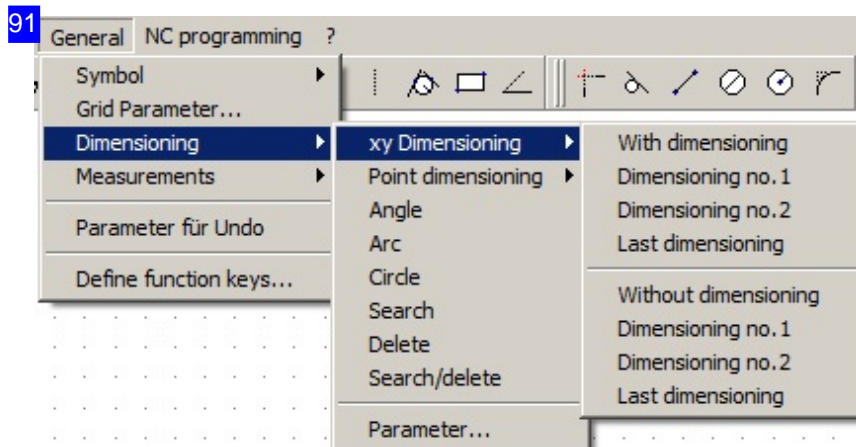 91
General NC programming ?
Symbol
Grid Parameter...
Dimensioning
Measurements
Parameter für Undo
Define function keys...
xy Dimensioning
Point dimensioning
Angle
Arc
Circle
Search
Delete
Search/delete
Parameter...
With dimensioning
Dimensioning no.1
Dimensioning no.2
Last dimensioning
Without dimensioning
Dimensioning no.1
Dimensioning no.2
Last dimensioning